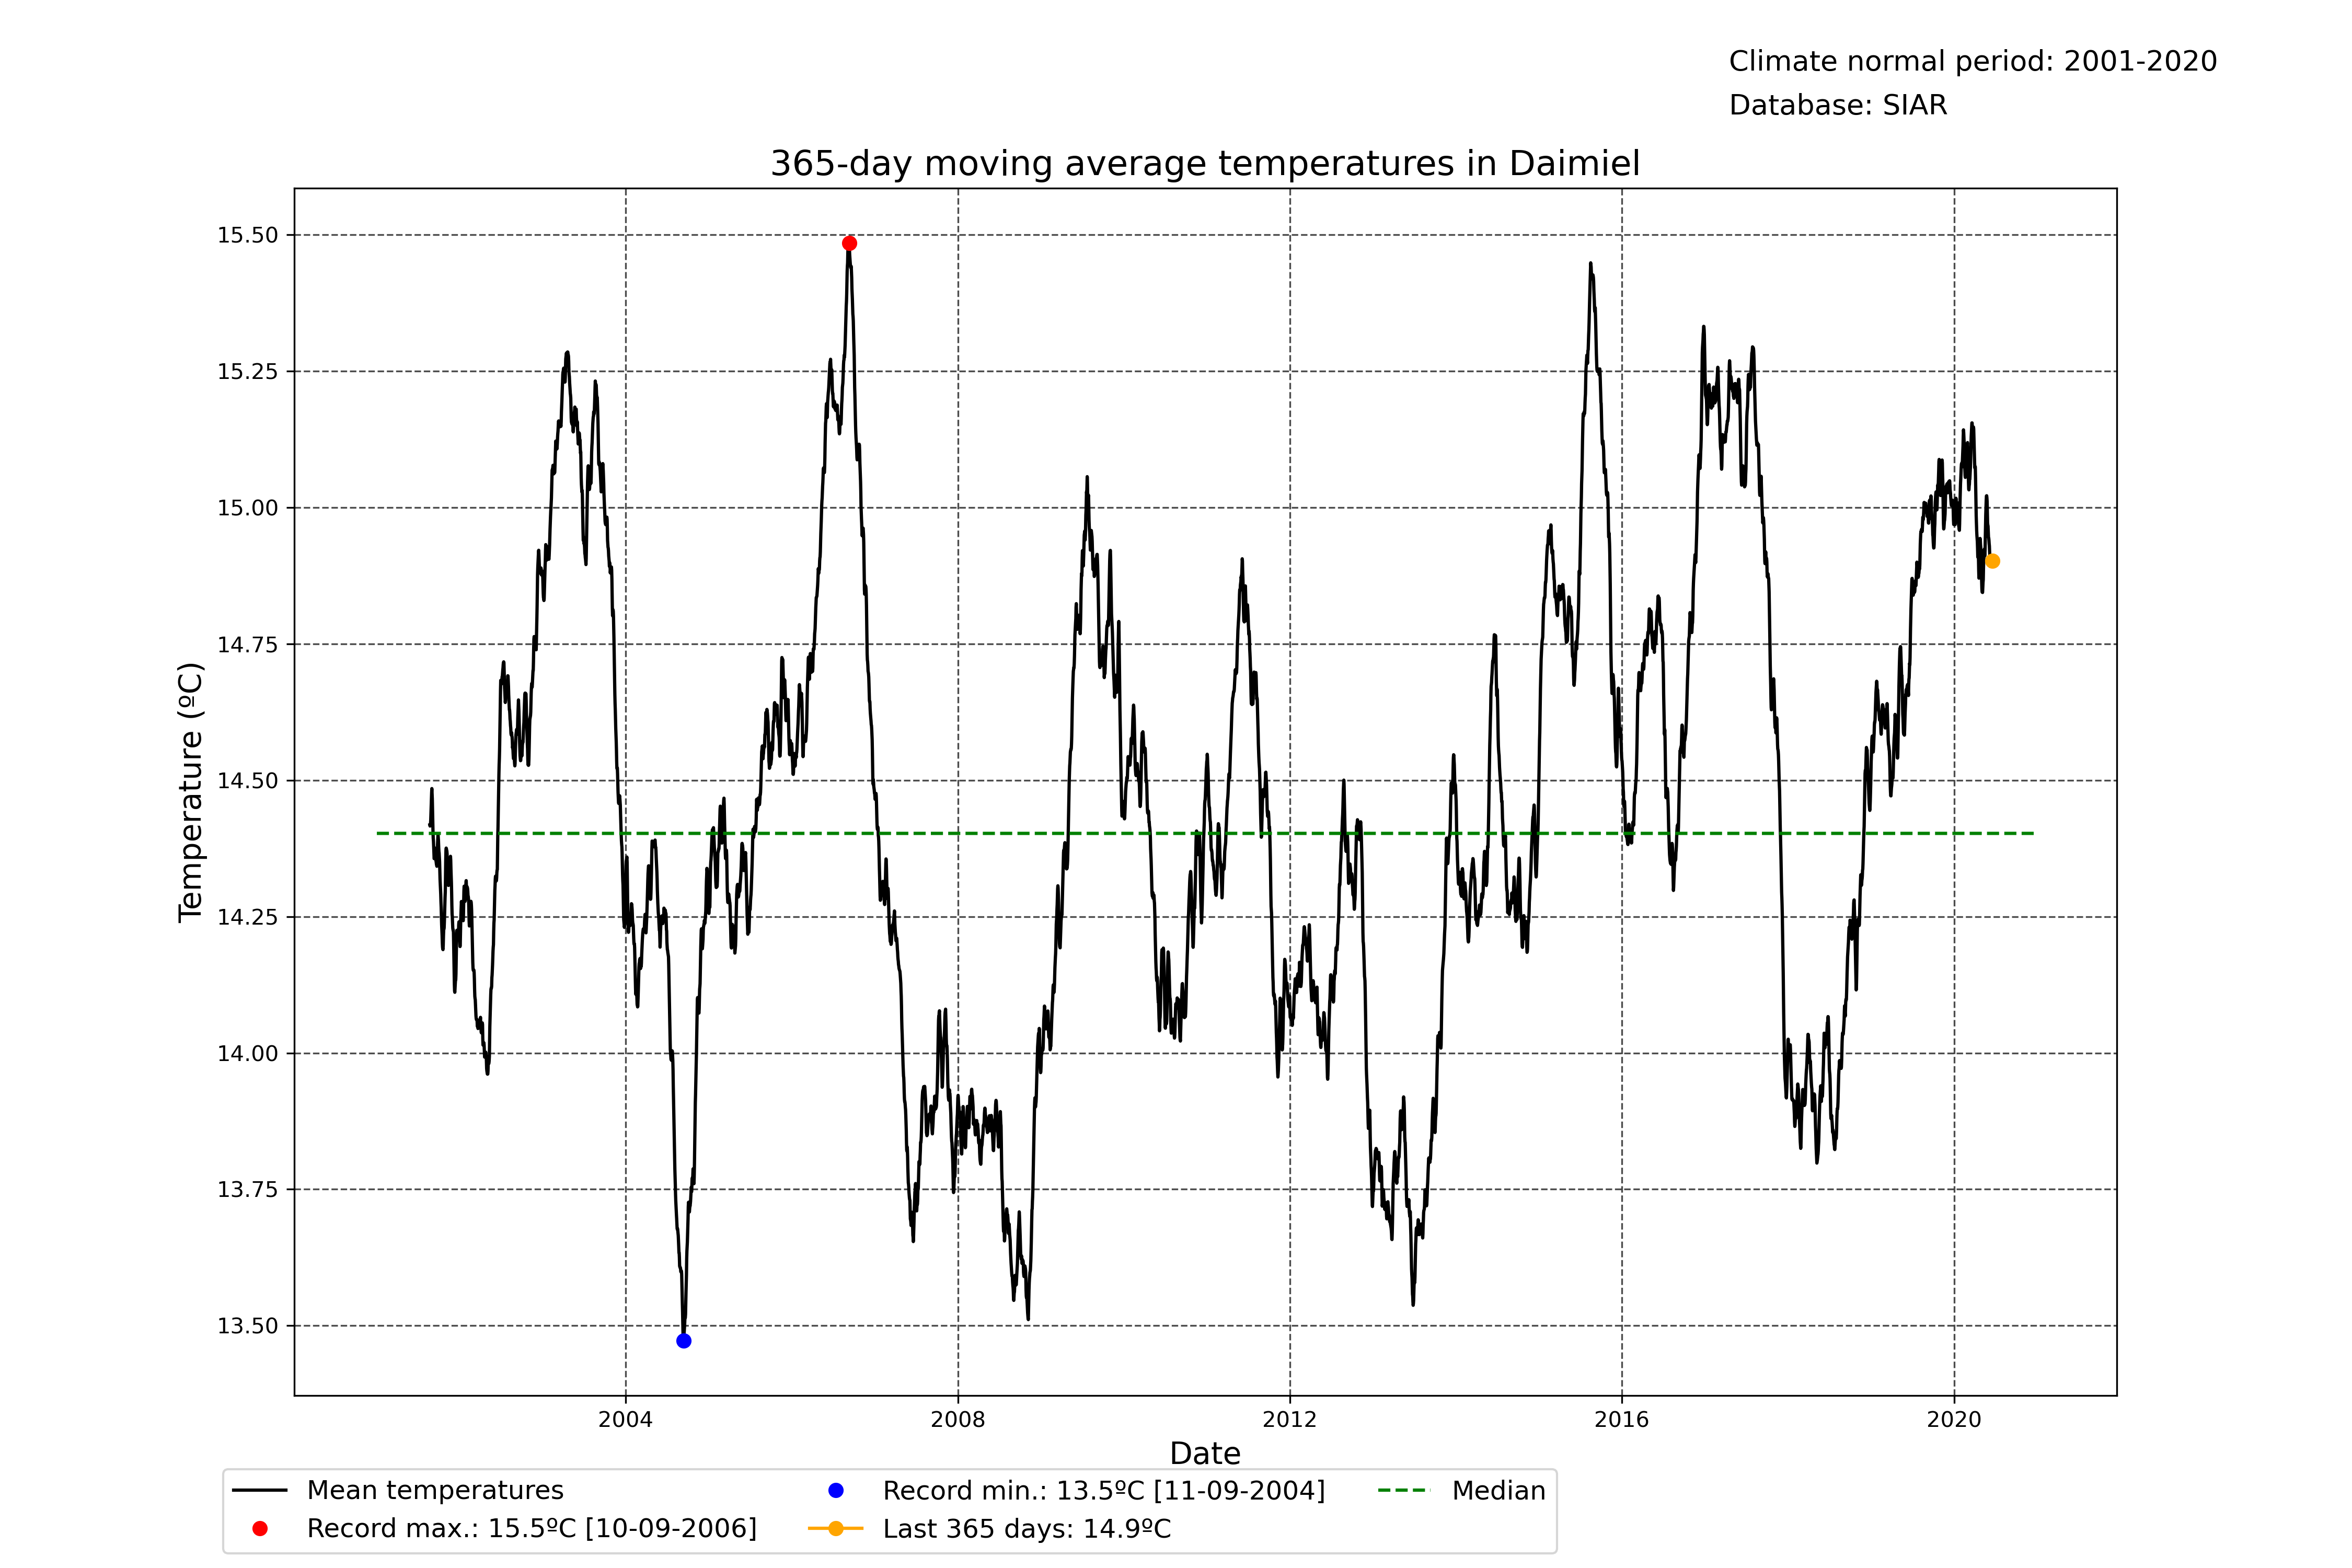 Climate normal period: 2001-2020
Database: SIAR
365-day moving average temperatures in Daimiel
Temperature (ºC)
15.50
15.25
15.00
14.75
14.50
14.25
14.00
13.75
13.50
2004 2008 2012 2016 2020
Date
Mean temperatures
Record max.: 15.5ºC [10-09-2006]
Record min.: 13.5ºC [11-09-2004]
Last 365 days: 14.9ºC
Median